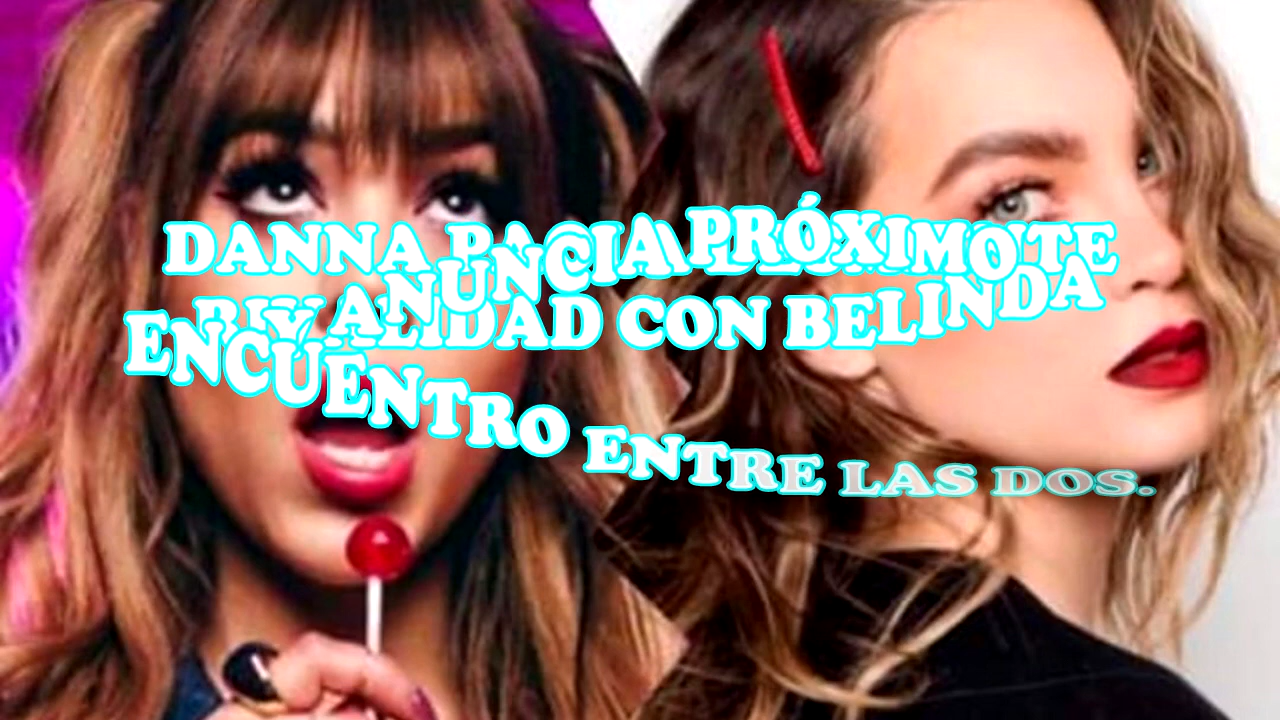 DANNA
RIVALIDAD CON BELINDA
Y ANUNCIA PRÓXIMO
ENCUENTRO ENTRE LAS DOS.